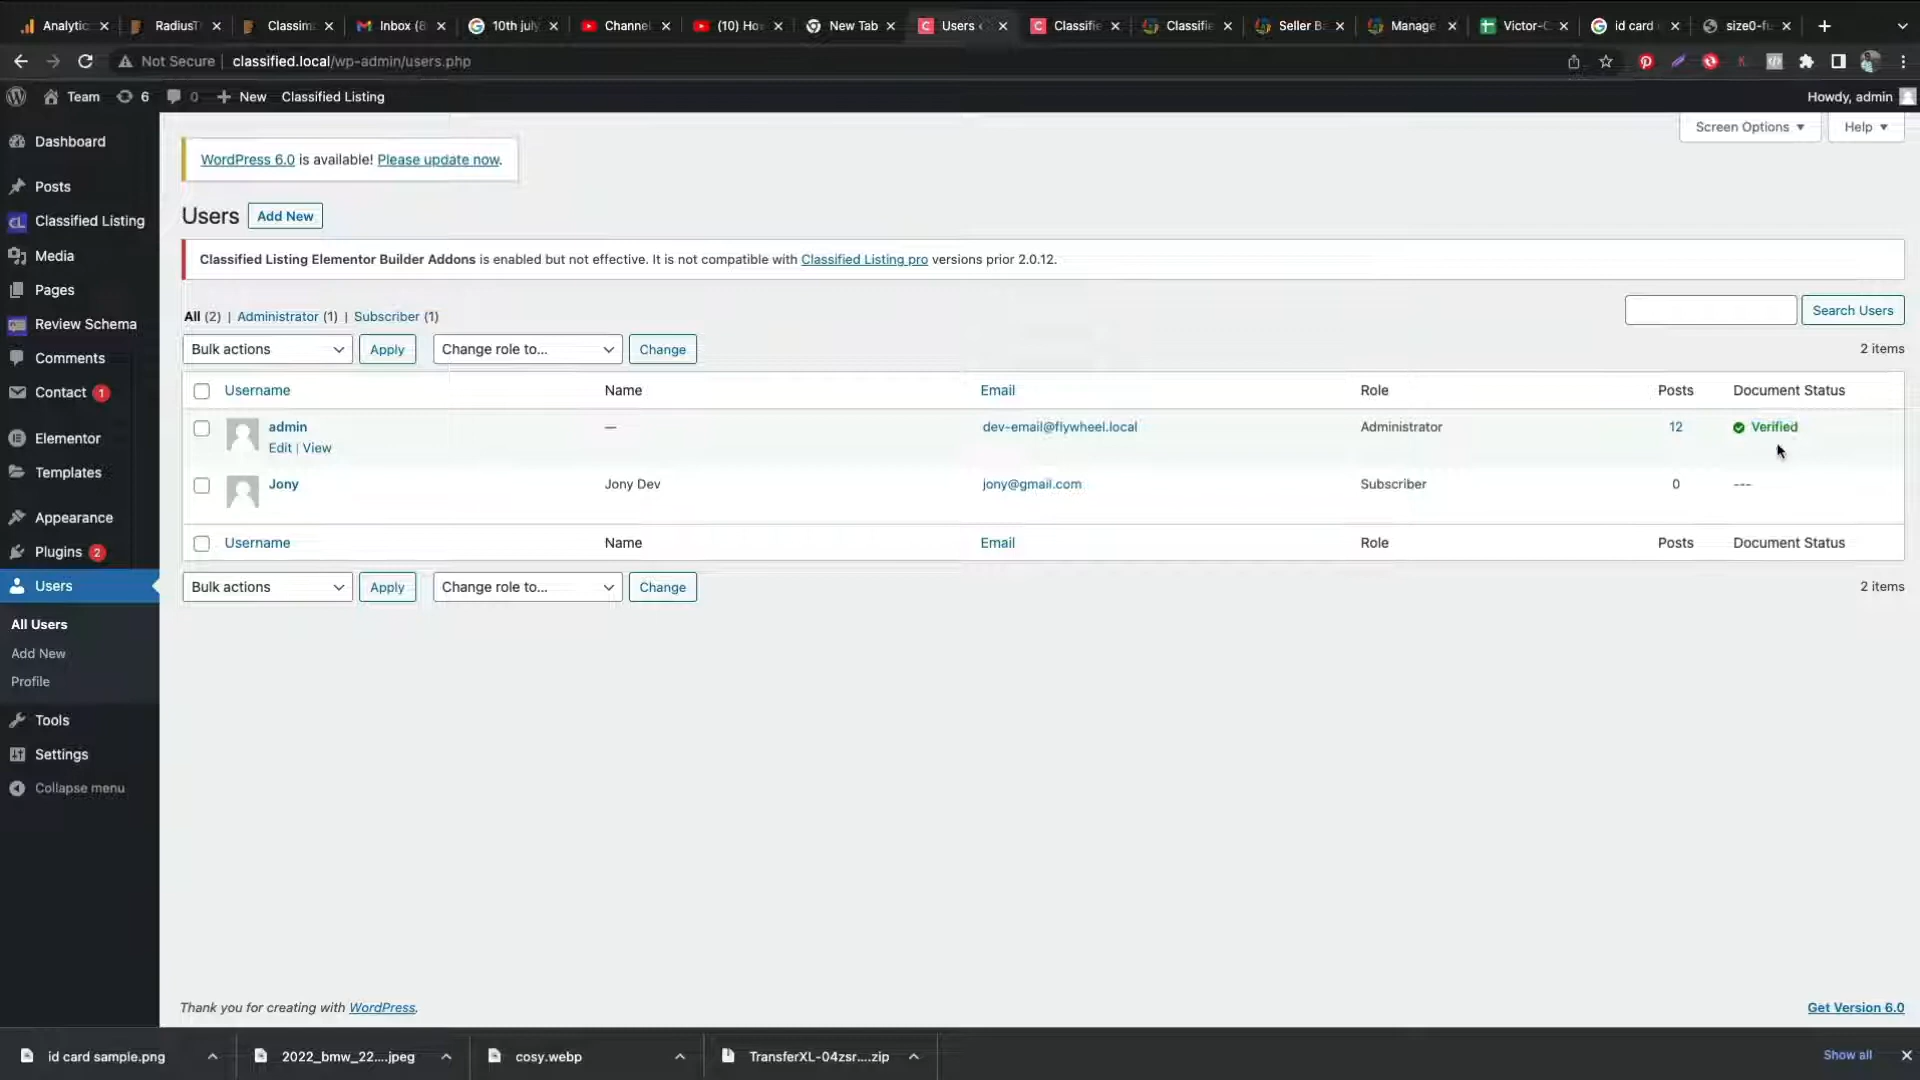 Analytic
RadiusT
Classim
Inbox (8
10th july
Channel
(10) Ho
New Tab
Users
Classifie
Classifie
Seller Ba
Manage
Victor-C
id card
size0-fu
Not Secure
classified.local/wp-admin/users.php
Team
6
0
New
Classified Listing
Howdy, admin
Dashboard
Posts
Classified Listing
Media
Pages
Review Schema
Comments
Contact 1
Elementor
Templates
Appearance
Plugins 2
Users
All Users
Add New
Profile
Tools
Settings
Collapse menu
Screen Options
Help
WordPress 6.0 is available! Please update now.
Users
Add New
Classified Listing Elementor Builder Addons is enabled but not effective. It is not compatible with Classified Listing pro versions prior 2.0.12.
All (2) | Administrator (1) | Subscriber (1)
Search Users
Bulk actions
Apply
Change role to...
Change
2 items
Username Name Email Role Posts Document Status
admin — dev-email@flywheel.local Administrator 12 Verified
Edit | View
Jony Jony Dev jony@gmail.com Subscriber 0 ---
Username Name Email Role Posts Document Status
Bulk actions
Apply
Change role to...
Change
2 items
Thank you for creating with WordPress.
Get Version 6.0
id card sample.png
2022_bmw_22....jpeg
cosy.webp
TransferXL-04zsr....zip
Show all